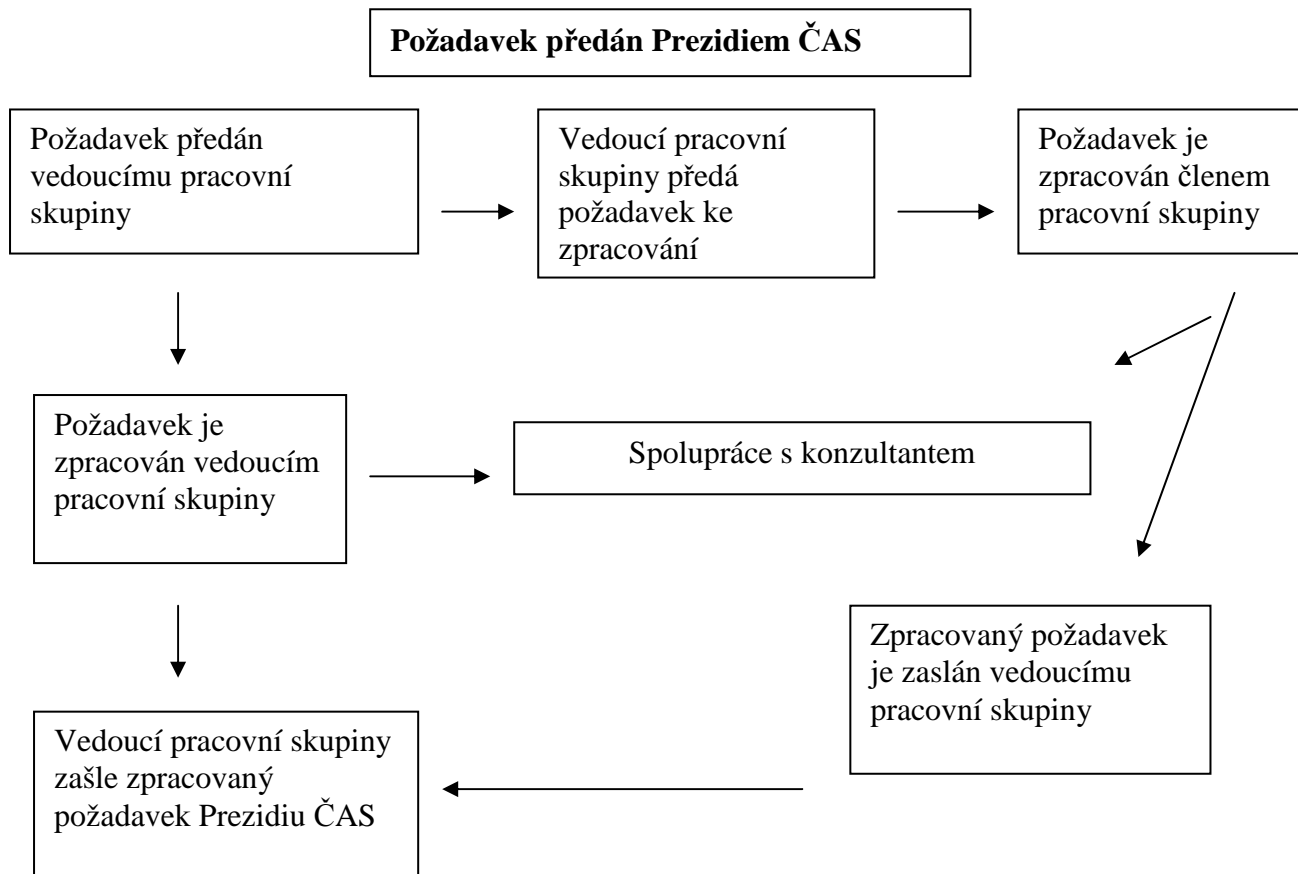 Požadavek předán Prezidiem ČAS
Požadavek předán
vedoucímu pracovní
skupiny
Vedoucí pracovní
skupiny předá
požadavek ke
zpracování
Požadavek je
zpracován členem
pracovní skupiny
Požadavek je
zpracován vedoucím
pracovní skupiny
Spolupráce s konzultantem
Zpracovaný požadavek
je zaslán vedoucímu
pracovní skupiny
Vedoucí pracovní skupiny
zašle zpracovaný
požadavek Prezidiu ČAS